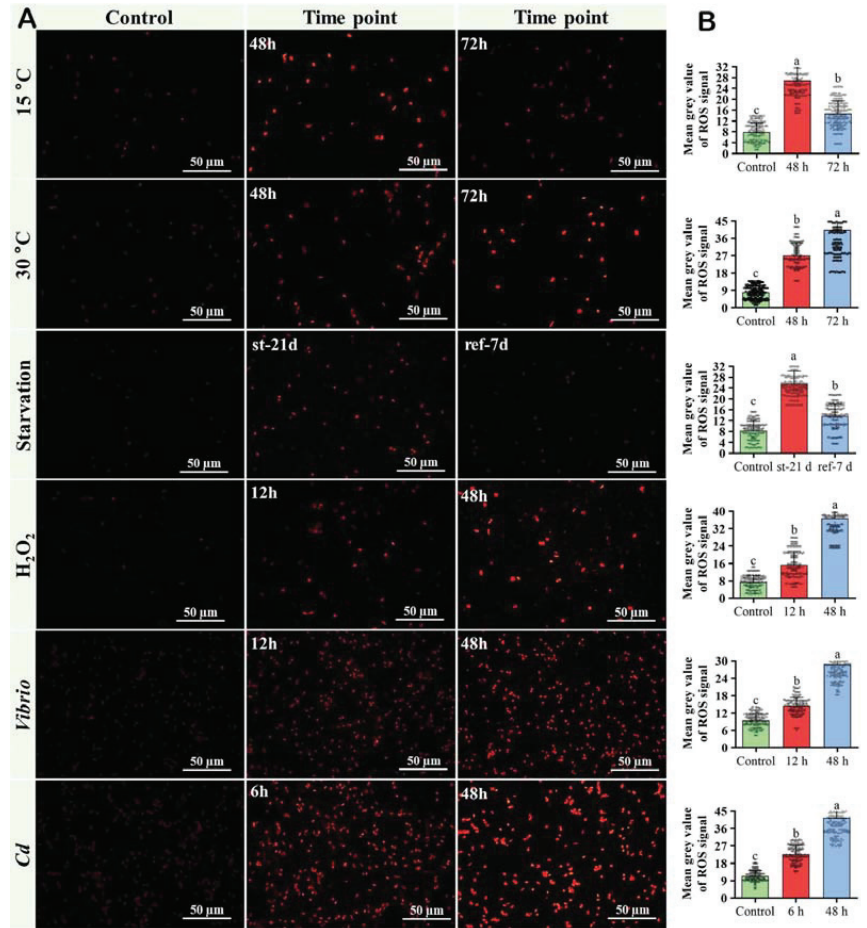 A
Control
Time point
Time point
B
15 °C
48h
72h
50 µm
50 µm
50 µm
Mean grey value
of ROS signal
32
28
24
20
16
12
8
4
0
c
a
b
Control
48 h
72 h
30 °C
48h
72h
50 µm
50 µm
50 µm
Mean grey value
of ROS signal
45
36
27
18
9
0
c
b
a
Control
48 h
72 h
Starvation
st-21d
ref-7d
50 µm
50 µm
50 µm
Mean grey value
of ROS signal
32
28
24
20
16
12
8
4
0
c
a
b
Control
st-21 d
ref-7 d
H₂O₂
12h
48h
50 µm
50 µm
50 µm
Mean grey value
of ROS signal
40
32
24
16
8
0
c
b
a
Control
12 h
48 h
Vibrio
12h
48h
50 µm
50 µm
50 µm
Mean grey value
of ROS signal
30
24
18
12
6
0
c
b
a
Control
12 h
48 h
Cd
6h
48h
50 µm
50 µm
50 µm
Mean grey value
of ROS signal
45
36
27
18
9
0
c
b
a
Control
6 h
48 h